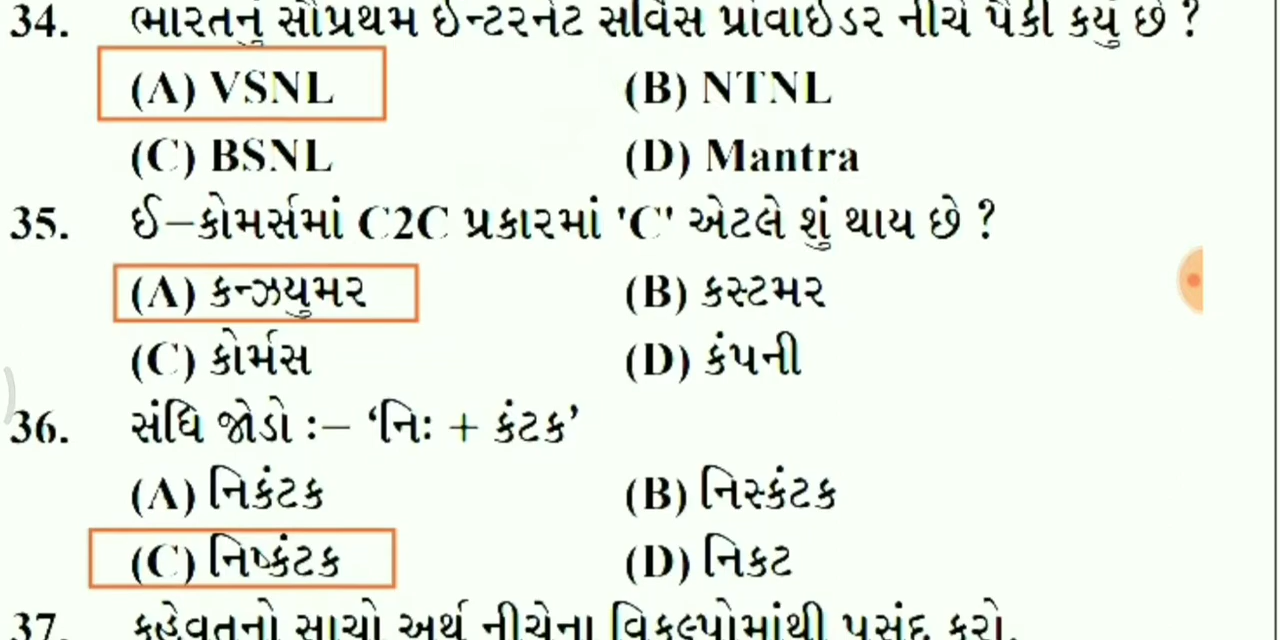 34. ભારતનું સૌપ્રથમ ઇન્ટરનેટ સર્વિસ પ્રોવાઇડર નીચે પૈકી કયું છે ?
(A) VSNL (B) NTNL
(C) BSNL (D) Mantra
35. ઈ–કોમર્સમાં C2C પ્રકારમાં 'C' એટલે શું થાય છે ?
(A) કન્ઝયુમર (B) કસ્ટમર
(C) કોર્મસ (D) કંપની
36. સંધિ જોડો :– ‘નિઃ + કંટક’
(A) નિકંટક (B) નિસ્કંટક
(C) નિષ્કંટક (D) નિકટ
37. કહેવતનો સાચો અર્થ નીચેના વિકલ્પોમાંથી પસંદ કરો.